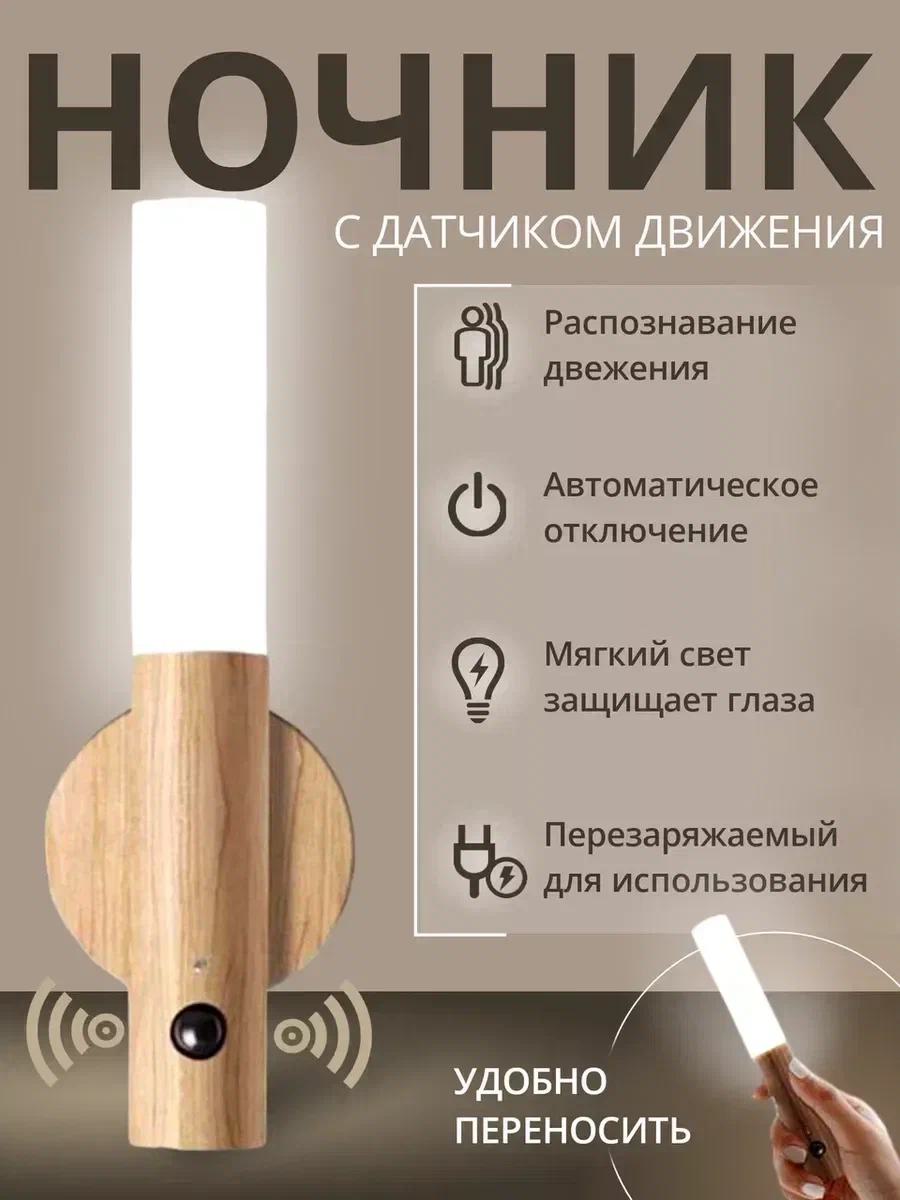 НОЧНИК
С ДАТЧИКОМ ДВИЖЕНИЯ
Распознавание
двежения
Автоматическое
отключение
Мягкий свет
защищает глаза
Перезаряжаемый
для использования
УДОБНО
ПЕРЕНОСИТЬ